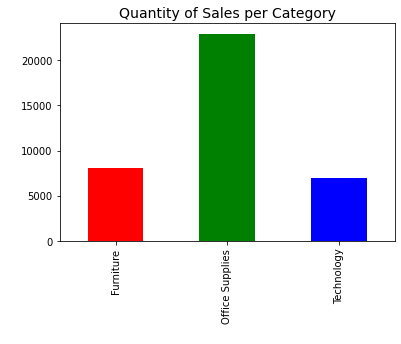 Quantity of Sales per Category
20000
15000
10000
5000
0
Furniture
Office Supplies
Technology